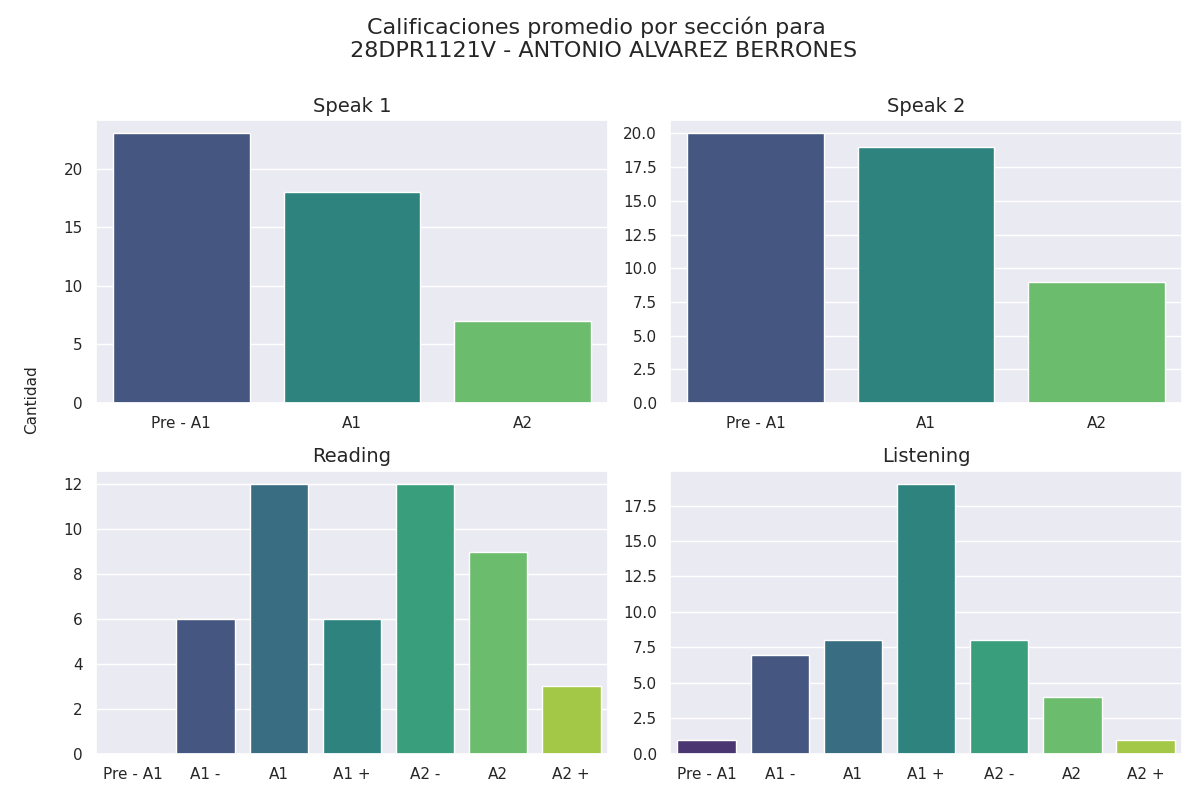 Calificaciones promedio por sección para
28DPR1121V - ANTONIO ALVAREZ BERRONES
Speak 1
20
15
10
5
0
Pre - A1 A1 A2
Speak 2
20.0
17.5
15.0
12.5
10.0
7.5
5.0
2.5
0.0
Pre - A1 A1 A2
Cantidad
Reading
12
10
8
6
4
2
0
Pre - A1 A1 - A1 A1 + A2 - A2 A2 +
Listening
17.5
15.0
12.5
10.0
7.5
5.0
2.5
0.0
Pre - A1 A1 - A1 A1 + A2 - A2 A2 +